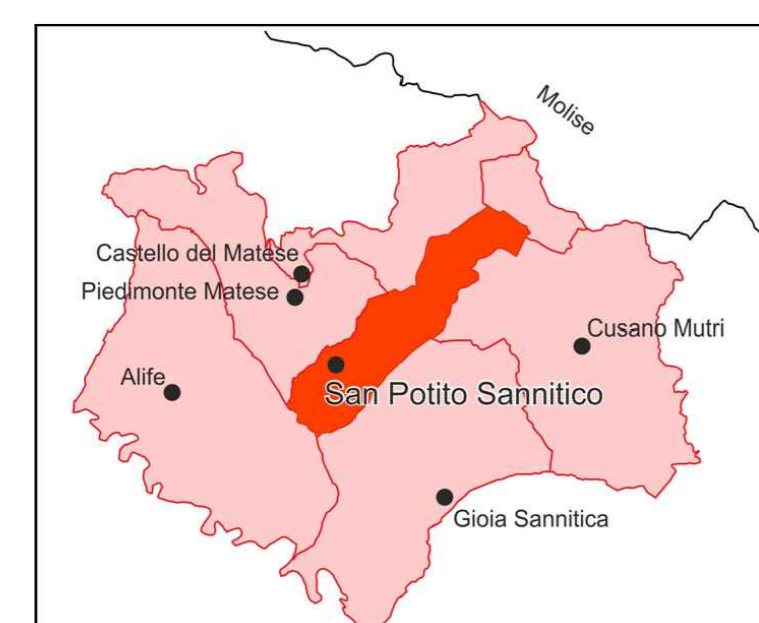 Molise
Castello del Matese
Piedimonte Matese
Cusano Mutri
Alife
San Potito Sannitico
Gioia Sannitica